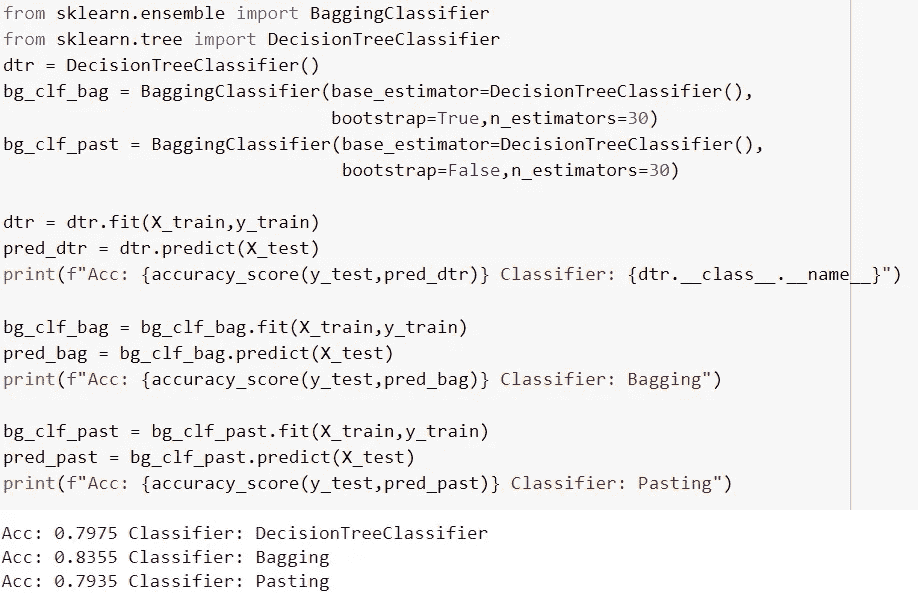 from sklearn.ensemble import BaggingClassifier
from sklearn.tree import DecisionTreeClassifier
dtr = DecisionTreeClassifier()
bg_clf_bag = BaggingClassifier(base_estimator=DecisionTreeClassifier(),
                               bootstrap=True,n_estimators=30)
bg_clf_past = BaggingClassifier(base_estimator=DecisionTreeClassifier(),
                                bootstrap=False,n_estimators=30)

dtr = dtr.fit(X_train,y_train)
pred_dtr = dtr.predict(X_test)
print(f"Acc: {accuracy_score(y_test,pred_dtr)} Classifier: {dtr.__class__.__name__}")

bg_clf_bag = bg_clf_bag.fit(X_train,y_train)
pred_bag = bg_clf_bag.predict(X_test)
print(f"Acc: {accuracy_score(y_test,pred_bag)} Classifier: Bagging")

bg_clf_past = bg_clf_past.fit(X_train,y_train)
pred_past = bg_clf_past.predict(X_test)
print(f"Acc: {accuracy_score(y_test,pred_past)} Classifier: Pasting")

Acc: 0.7975 Classifier: DecisionTreeClassifier
Acc: 0.8355 Classifier: Bagging
Acc: 0.7935 Classifier: Pasting